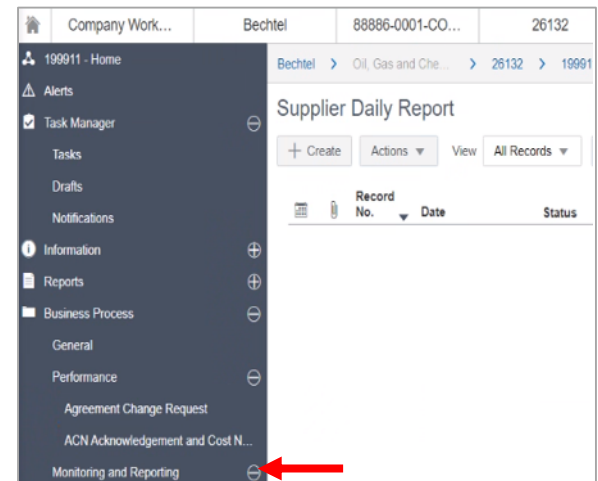 Company Work... Bechtel 88886-0001-CO... 26132
199911 - Home
Bechtel > Oil, Gas and Che... > 26132 > 19991
Alerts
Supplier Daily Report
Task Manager
+ Create Actions View All Records
Tasks
Drafts
Record No. Date Status
Notifications
Information
Reports
Business Process
General
Performance
Agreement Change Request
ACN Acknowledgement and Cost N...
Monitoring and Reporting